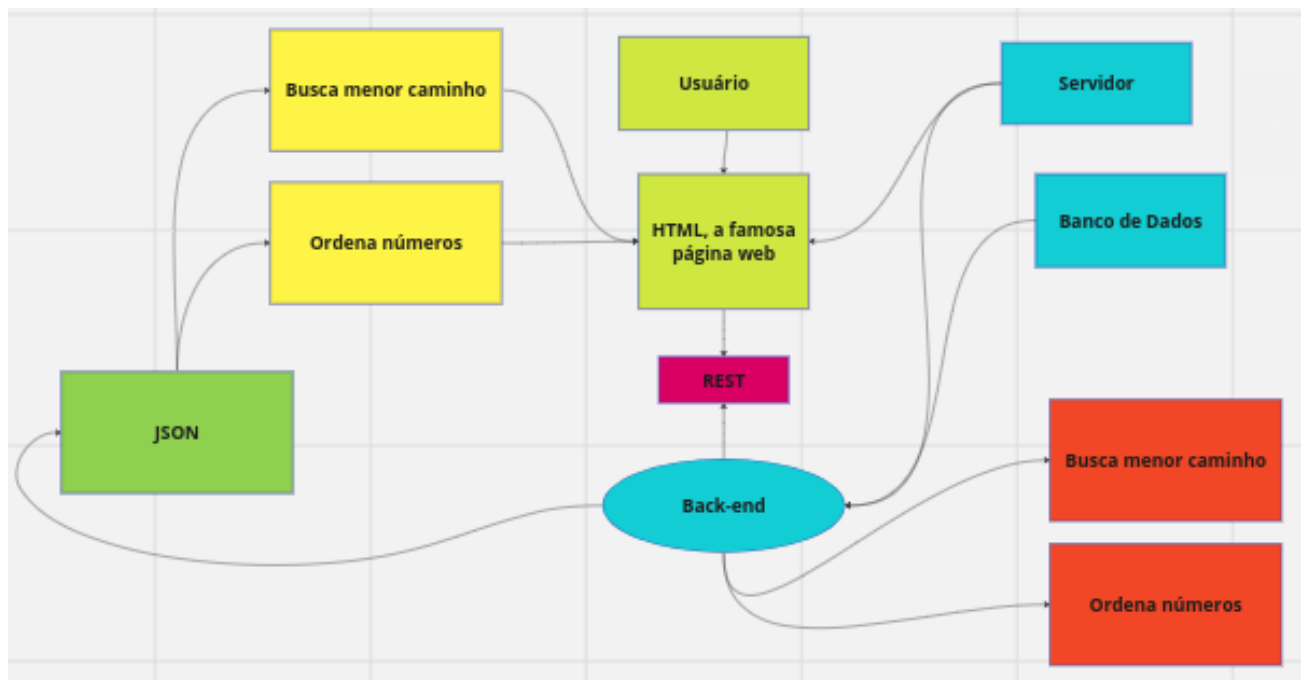 Busca menor caminho
Usuário
Servidor
Ordena números
HTML, a famosa
página web
Banco de Dados
JSON
REST
Back-end
Busca menor caminho
Ordena números